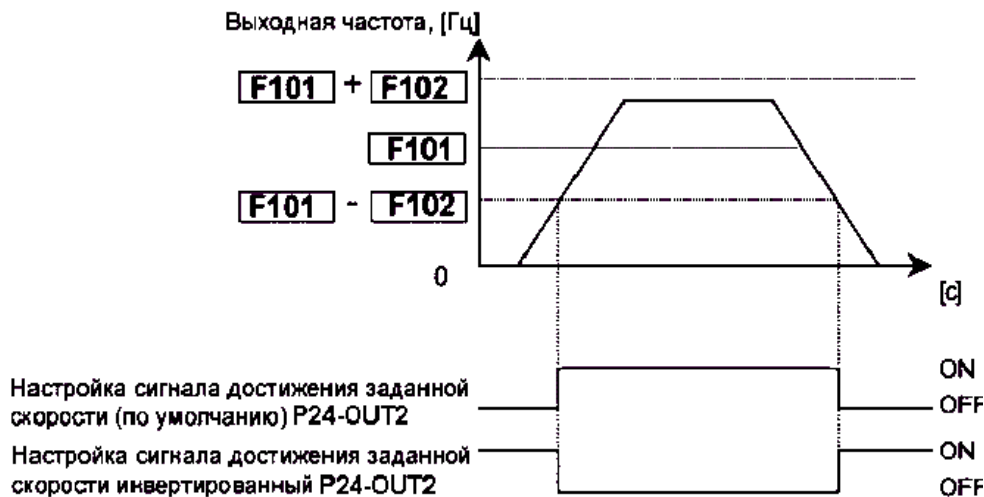 Выходная частота, [Гц]
F101 + F102
F101
F101 - F102
0
[с]
ON
Настройка сигнала достижения заданной
скорости (по умолчанию) P24-OUT2
OFF
Настройка сигнала достижения заданной
ON
скорости инвертированный P24-OUT2
OFF